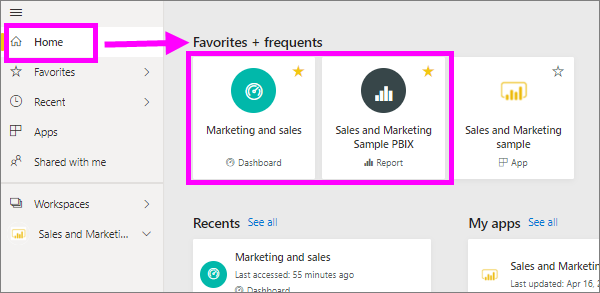 Home
Favorites
Recent
Apps
Shared with me
Workspaces
Sales and Marketi...
Favorites + frequents
Marketing and sales
Dashboard
Sales and Marketing
Sample PBIX
Report
Sales and Marketing
sample
App
Recents See all
Marketing and sales
Last accessed: 55 minutes ago
Dashboard
My apps See all
Sales and Marketing
Last updated: Apr 16, 2